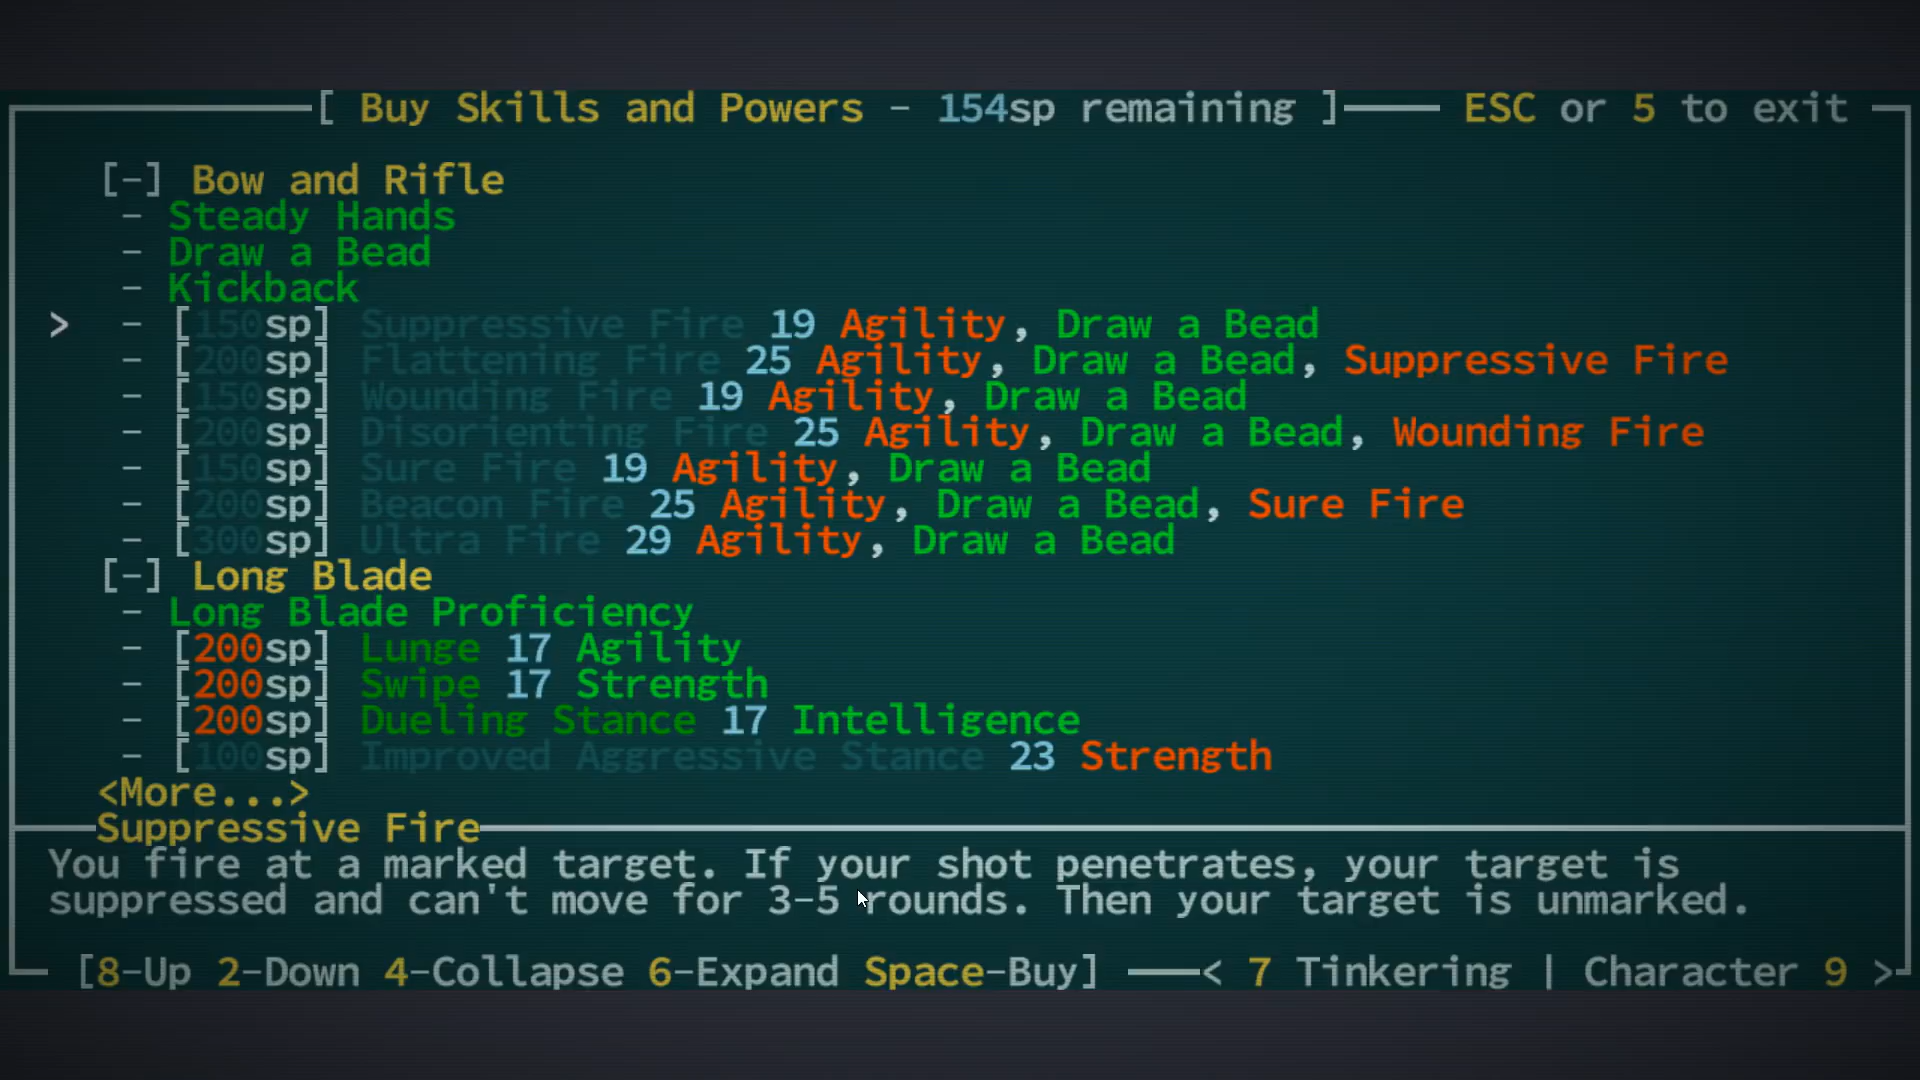 [ Buy Skills and Powers - 154sp remaining ] ESC or 5 to exit
[-] Bow and Rifle
- Steady Hands
- Draw a Bead
- Kickback
> - [150sp] Suppressive Fire 19 Agility, Draw a Bead
- [200sp] Flattening Fire 25 Agility, Draw a Bead, Suppressive Fire
- [150sp] Wounding Fire 19 Agility, Draw a Bead
- [200sp] Disorienting Fire 25 Agility, Draw a Bead, Wounding Fire
- [150sp] Sure Fire 19 Agility, Draw a Bead
- [200sp] Beacon Fire 25 Agility, Draw a Bead, Sure Fire
- [300sp] Ultra Fire 29 Agility, Draw a Bead
[-] Long Blade
- Long Blade Proficiency
- [200sp] Lunge 17 Agility
- [200sp] Swipe 17 Strength
- [200sp] Dueling Stance 17 Intelligence
- [100sp] Improved Aggressive Stance 23 Strength
<More...>
Suppressive Fire
You fire at a marked target. If your shot penetrates, your target is
suppressed and can't move for 3-5 rounds. Then your target is unmarked.
[8-Up 2-Down 4-Collapse 6-Expand Space-Buy] < 7 Tinkering | Character 9 >